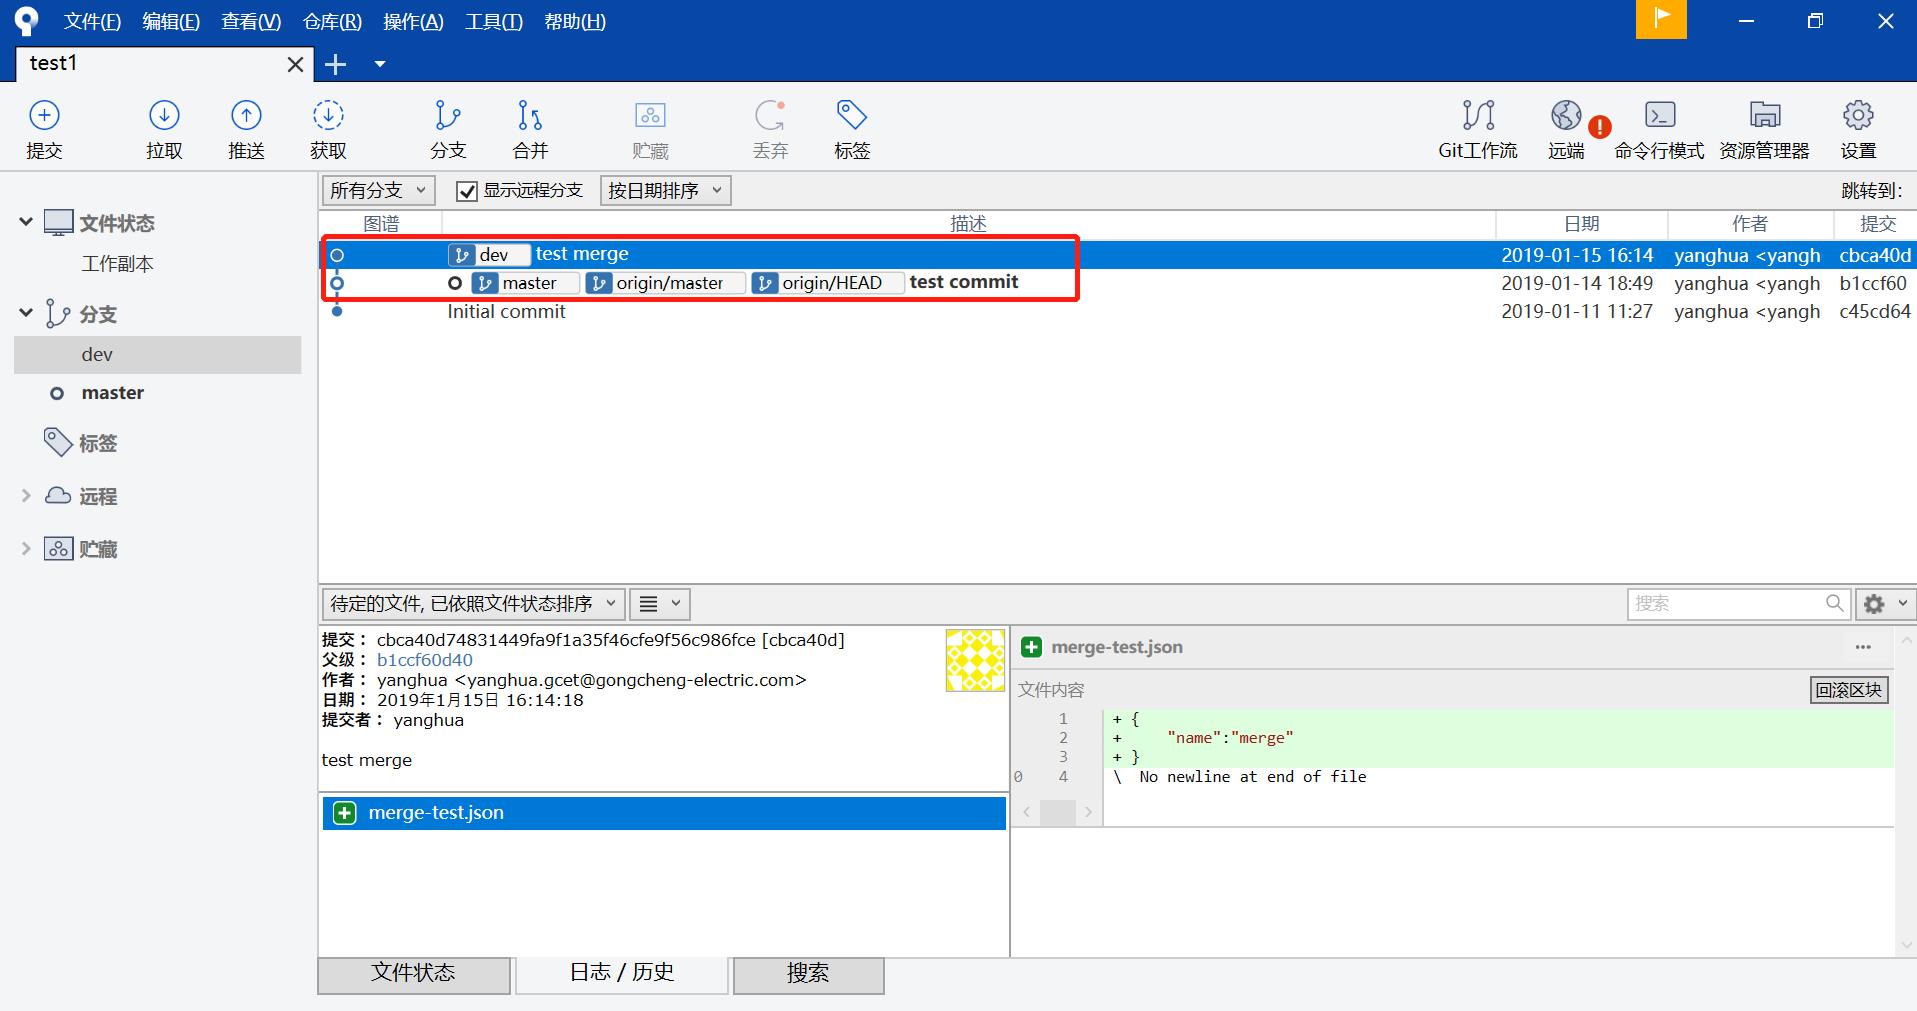 文件(F) 编辑(E) 查看(V) 仓库(R) 操作(A) 工具(T) 帮助(H)
test1
提交 拉取 推送 获取 分支 合并 贮藏 丢弃 标签 Git工作流 远端 命令行模式 资源管理器 设置
所有分支 显示远程分支 按日期排序 跳转到:
图谱 描述 日期 作者 提交
dev test merge 2019-01-15 16:14 yanghua <yangh cbca40d
master origin/master origin/HEAD test commit 2019-01-14 18:49 yanghua <yangh b1ccf60
Initial commit 2019-01-11 11:27 yanghua <yangh c45cd64
文件状态
工作副本
分支
dev
master
标签
远程
贮藏
待定的文件, 已依照文件状态排序 搜索
提交： cbca40d74831449fa9f1a35f46cfe9f56c986fce [cbca40d]
父级： b1ccf60d40
作者： yanghua <yanghua.gcet@gongcheng-electric.com>
日期： 2019年1月15日 16:14:18
提交者： yanghua
test merge
merge-test.json
merge-test.json ...
文件内容 回滚区块
1 + {
2 + "name":"merge"
3 + }
0 4 \ No newline at end of file
文件状态 日志 / 历史 搜索